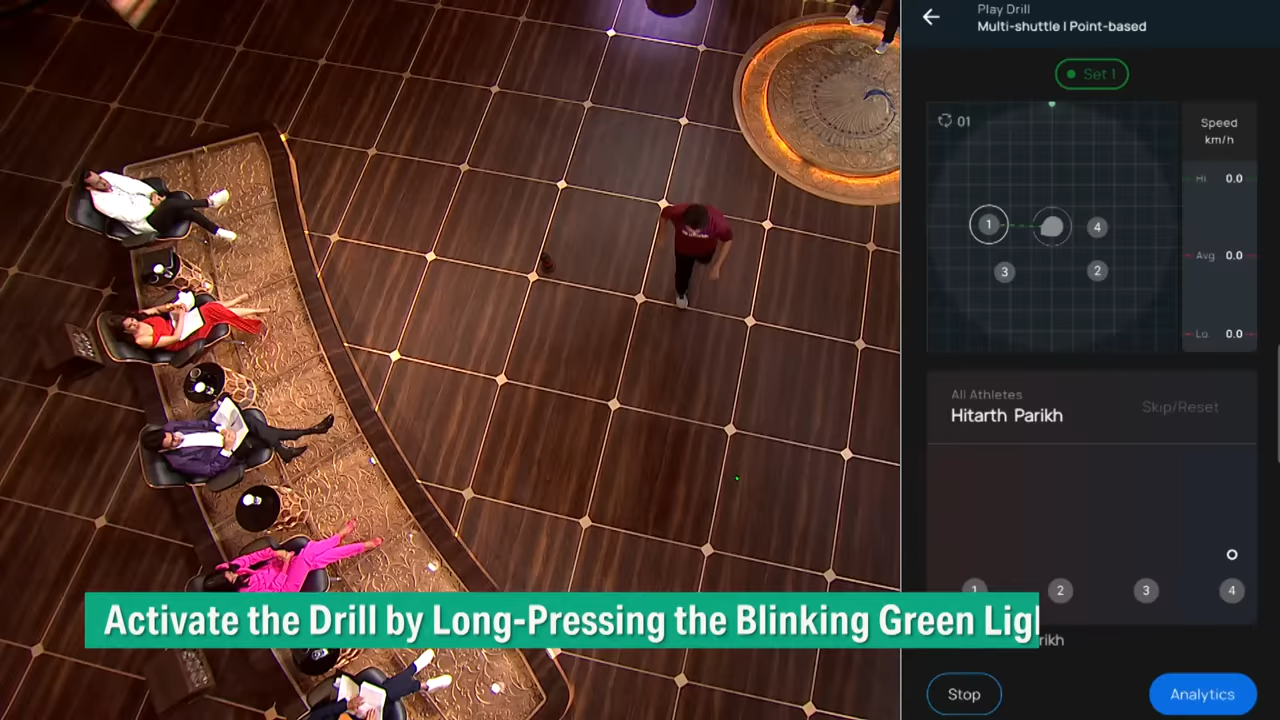 Play Drill
Multi-shuttle | Point-based
Set 1
01
Speed
km/h
Hi 0.0
1
4
Avg 0.0
3
2
Lo 0.0
All Athletes
Hitarth Parikh
Skip/Reset
1 2 3 4
Activate the Drill by Long-Pressing the Blinking Green Lig
rikh
Stop
Analytics